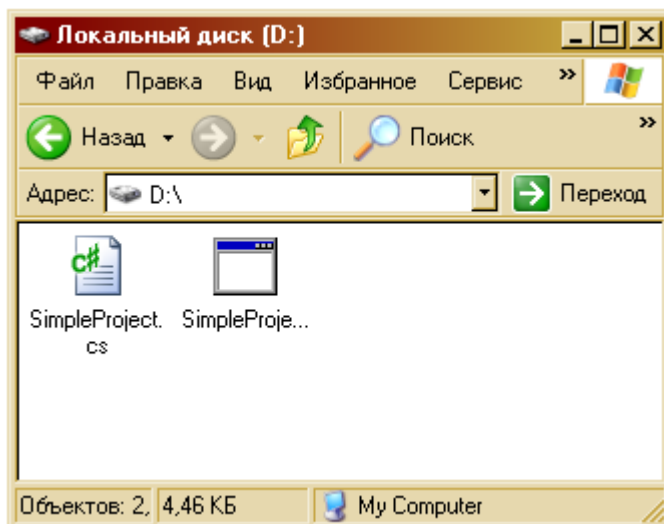 Локальный диск (D:)
Файл Правка Вид Избранное Сервис »
Назад Поиск »
Адрес: D:\ Переход
SimpleProject.cs SimpleProje...
Объектов: 2, 4,46 КБ My Computer